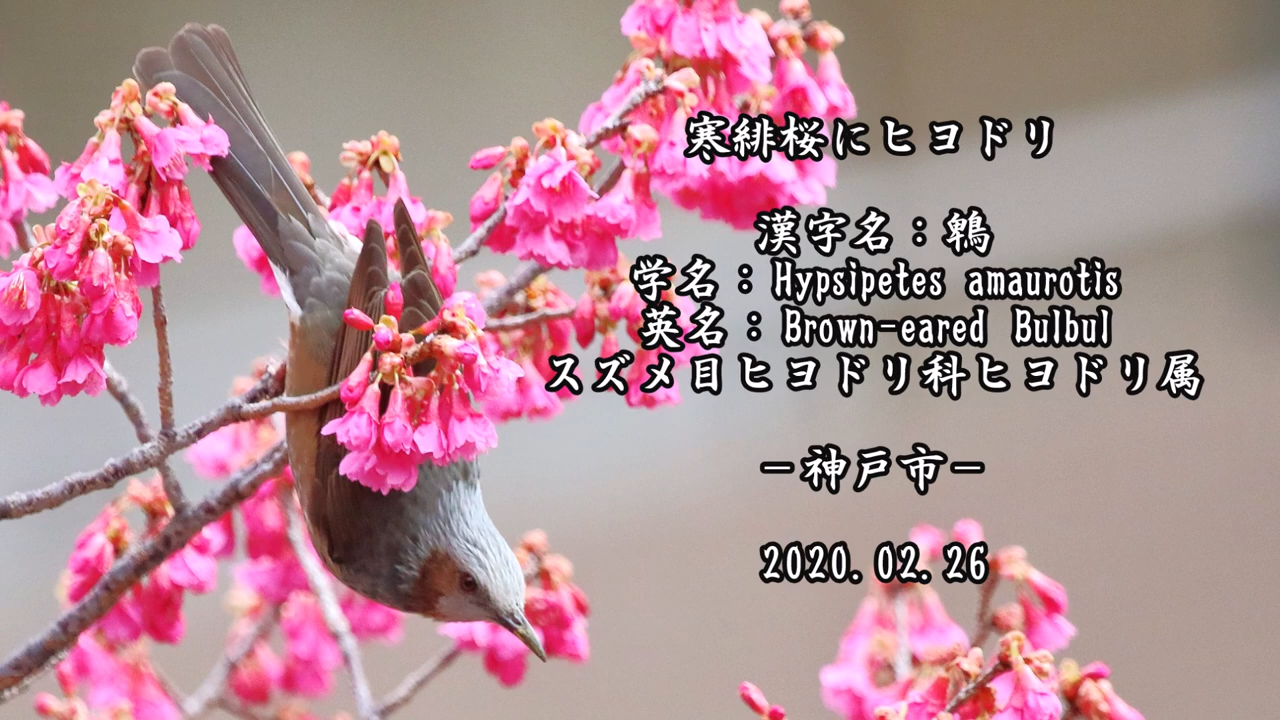 寒緋桜にヒヨドリ
漢字名：鵯
学名：Hypsipetes amaurotis
英名：Brown-eared Bulbul
スズメ目ヒヨドリ科ヒヨドリ属
－神戸市－
2020.02.26